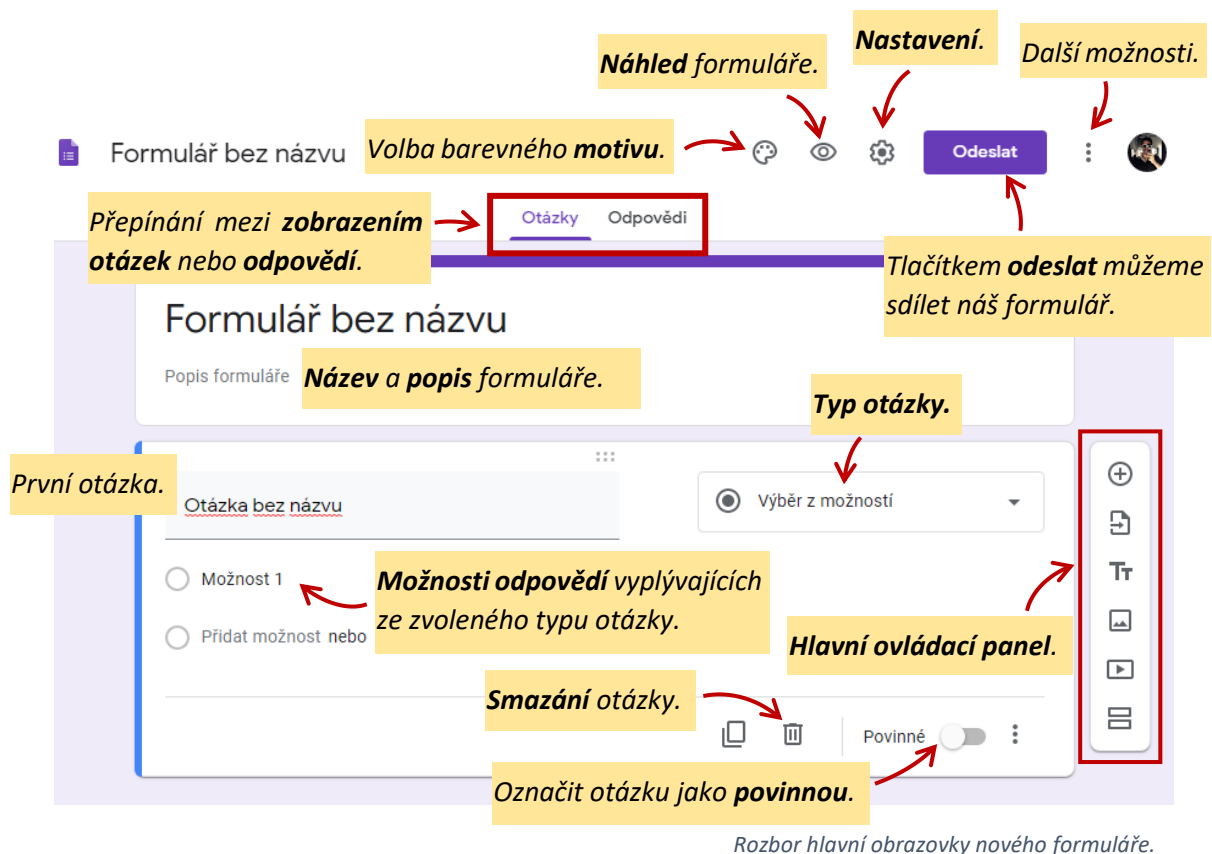 Náhled formuláře.
Nastavení.
Další možnosti.
Formulář bez názvu
Volba barevného motivu.
Odeslat
Přepínání mezi zobrazením
otázek nebo odpovědí.
Otázky Odpovědi
Tlačítkem odeslat můžeme
sdílet náš formulář.
Formulář bez názvu
Popis formuláře
Název a popis formuláře.
Typ otázky.
První otázka.
Otázka bez názvu
Výběr z možností
Možnost 1
Možnosti odpovědí vyplývajících
ze zvoleného typu otázky.
Přidat možnost nebo
Tт
Hlavní ovládací panel.
Smazání otázky.
Povinné
Označit otázku jako povinnou.
Rozbor hlavní obrazovky nového formuláře.